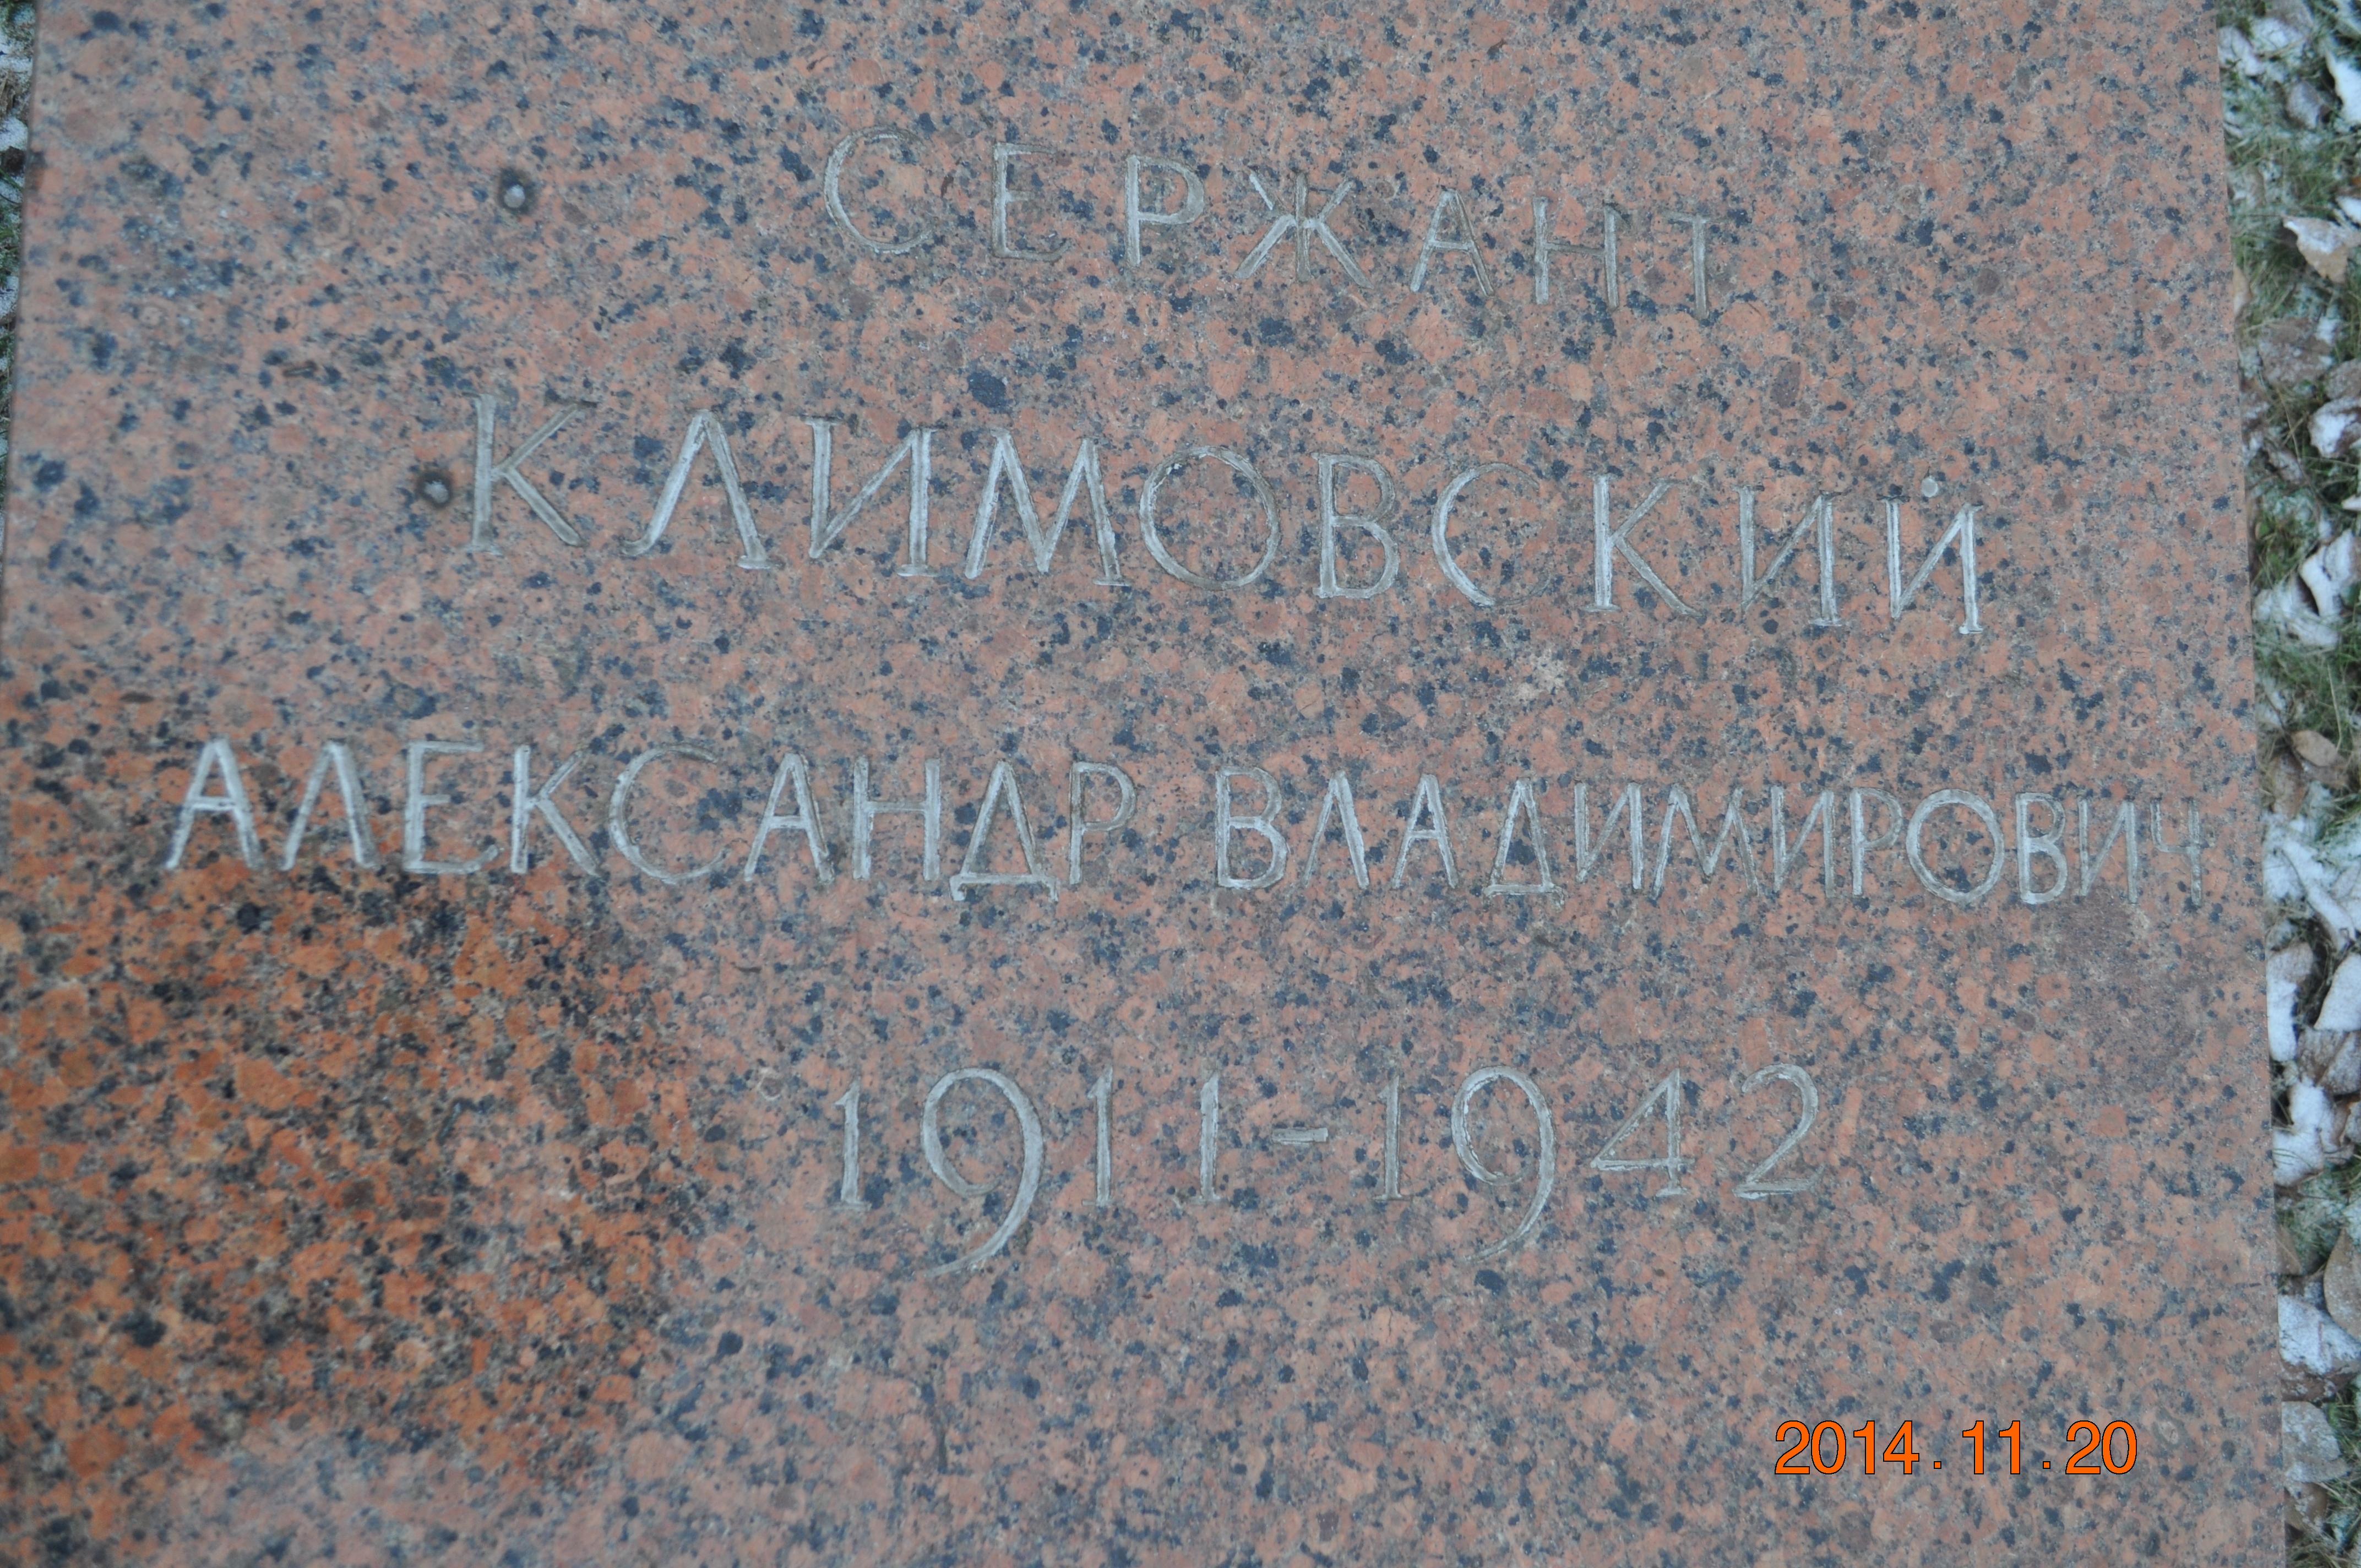 СЕРЖАНТ
КЛИМОВСКИЙ
АЛЕКСАНДР ВЛАДИМИРОВИЧ
1911-1942
2014.11.20